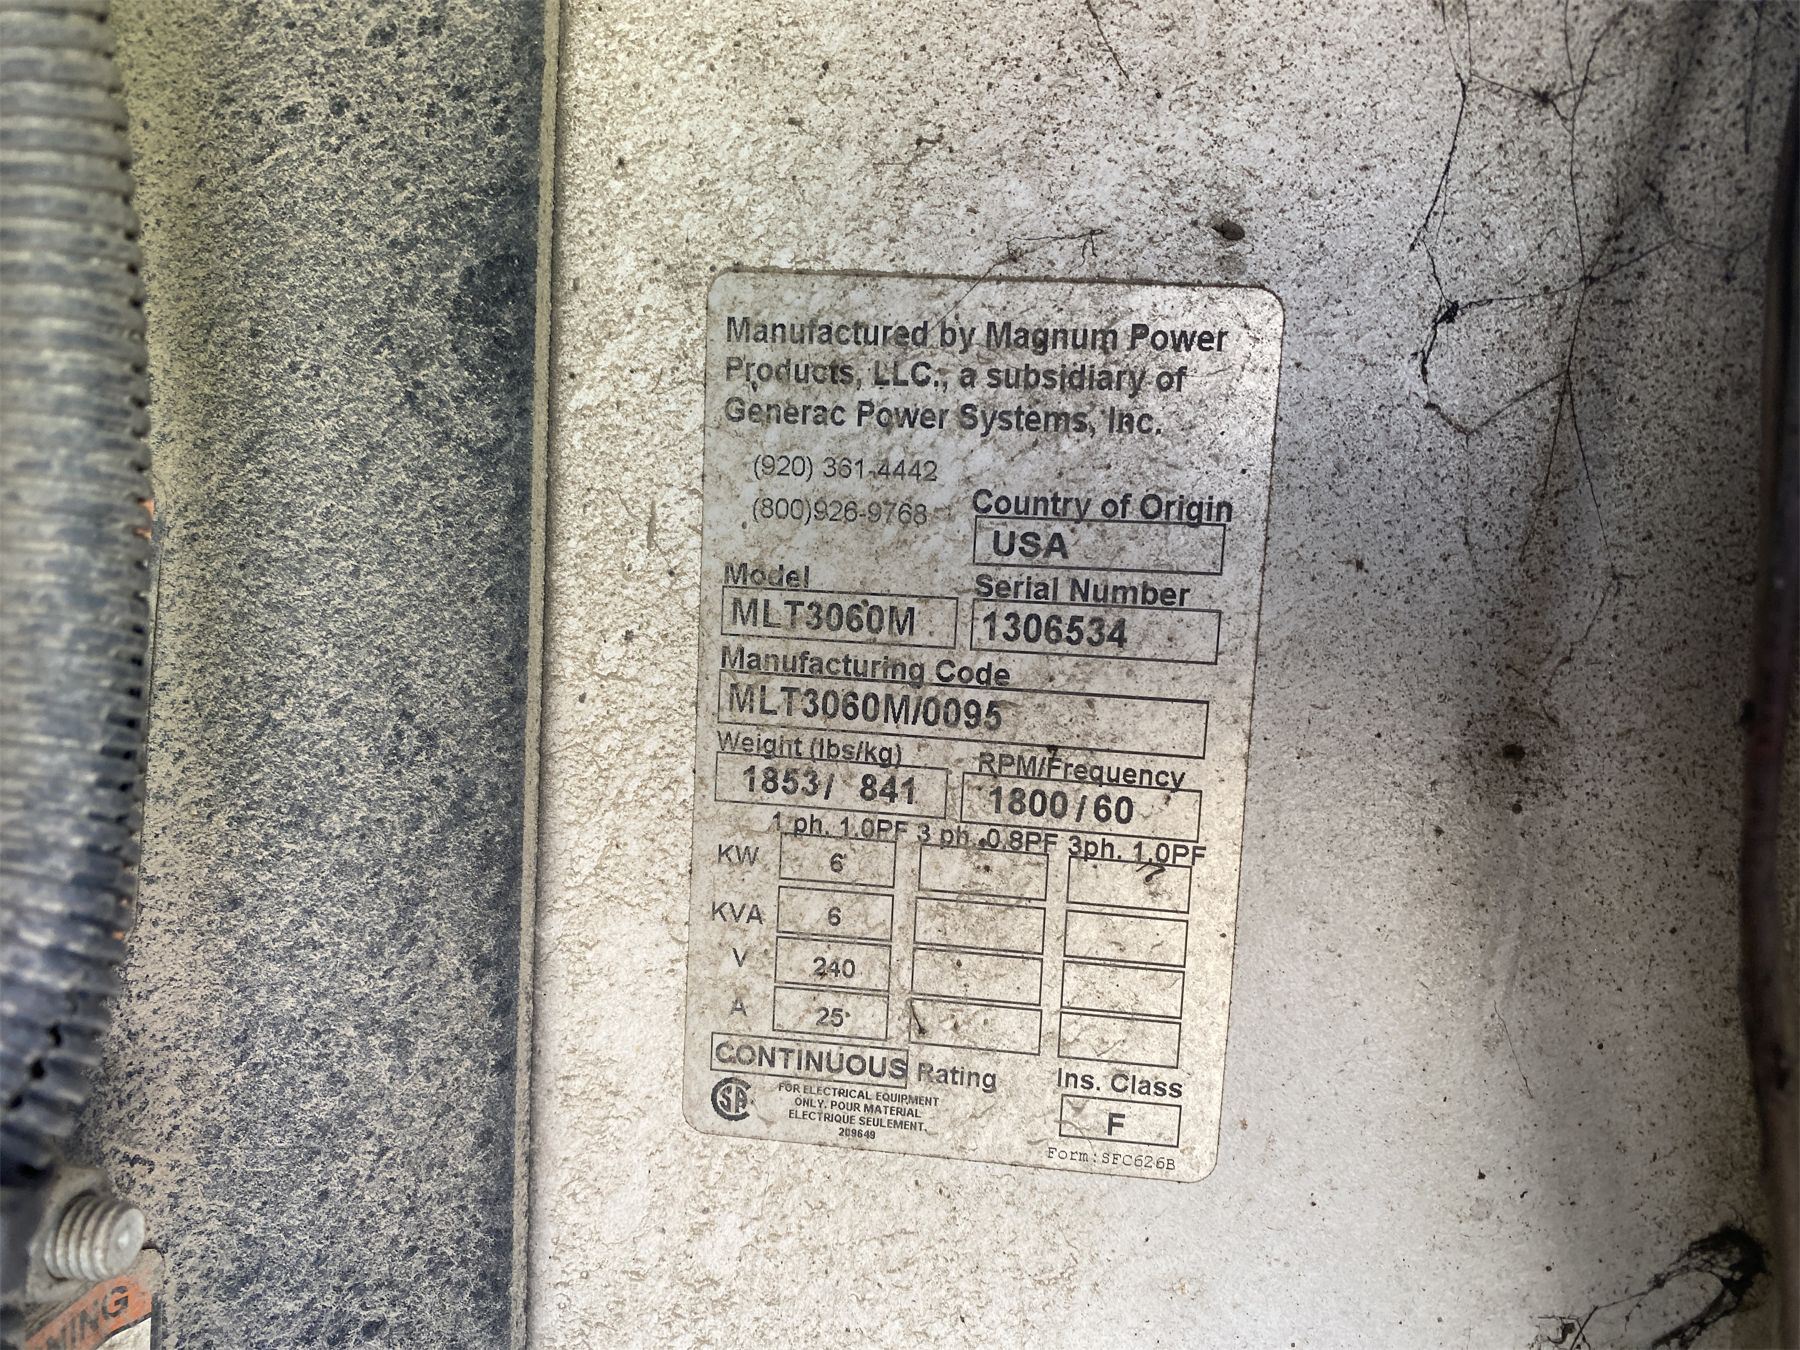 Manufactured by Magnum Power
Products, LLC., a subsidiary of
Generac Power Systems, Inc.
(920) 361-4442
(800)926-9768
Country of Origin
USA
Model
MLT3060M
Serial Number
1306534
Manufacturing Code
MLT3060M/0095
Weight (lbs/kg)
1853/ 841
RPM/Frequency
1800/60
1 ph. 1.0PF 3 ph .0.8PF 3ph. 1.0PF
KW 6
KVA 6
V 240
A 25
CONTINUOUS Rating
Ins. Class
F
SA
FOR ELECTRICAL EQUIPMENT
ONLY. POUR MATERIAL
ELECTRIQUE SEULEMENT.
209649
Form:SFC626B
NING